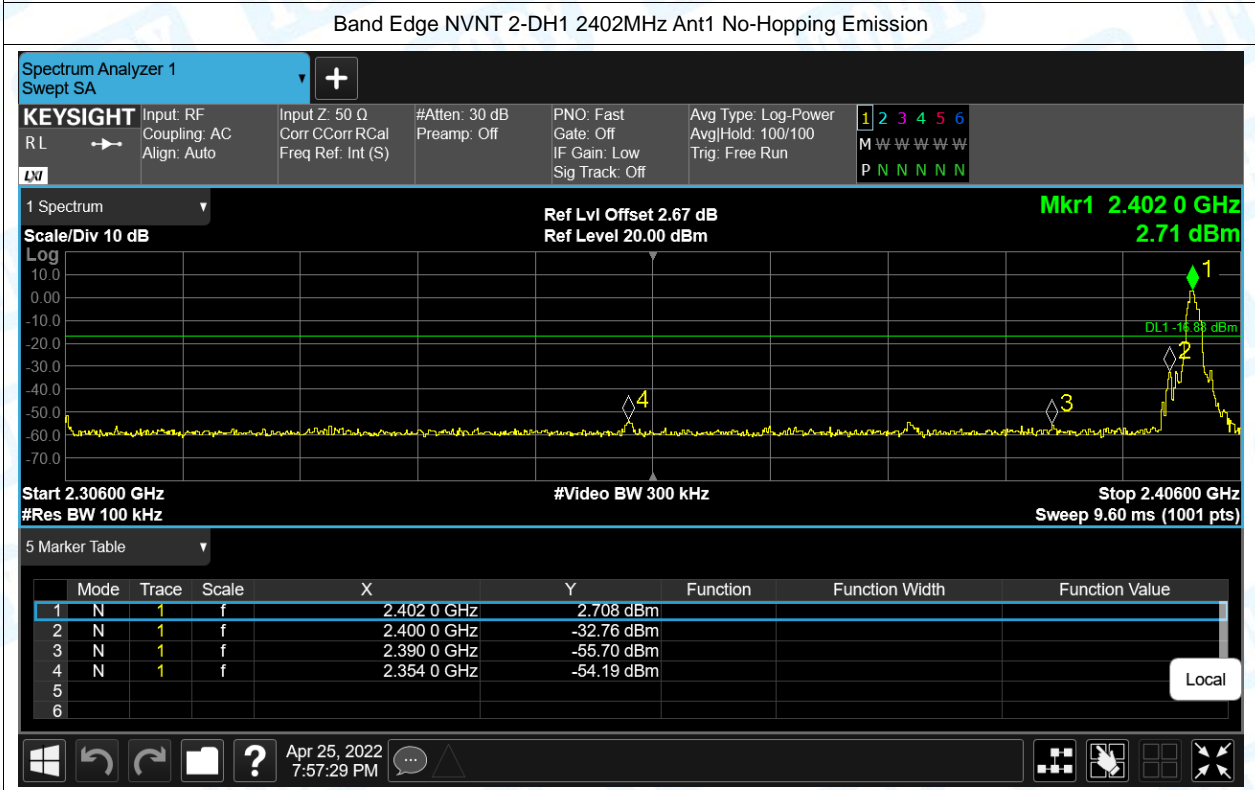 Band Edge NVNT 2-DH1 2402MHz Ant1 No-Hopping Emission
Spectrum Analyzer 1
Swept SA
KEYSIGHT
RL
LXI
Input: RF
Coupling: AC
Align: Auto
Input Z: 50 Ω
Corr CCorr RCal
Freq Ref: Int (S)
#Atten: 30 dB
Preamp: Off
PNO: Fast
Gate: Off
IF Gain: Low
Sig Track: Off
Avg Type: Log-Power
Avg|Hold: 100/100
Trig: Free Run
1 2 3 4 5 6
M W W W W W
P N N N N N
1 Spectrum
Scale/Div 10 dB
Ref Lvl Offset 2.67 dB
Ref Level 20.00 dBm
Mkr1 2.402 0 GHz
2.71 dBm
Log
10.0
0.00
-10.0
-20.0
-30.0
-40.0
-50.0
-60.0
-70.0
1
DL1 -16.88 dBm
2
4
3
Start 2.30600 GHz
#Video BW 300 kHz
Stop 2.40600 GHz
#Res BW 100 kHz
Sweep 9.60 ms (1001 pts)
5 Marker Table
Mode Trace Scale X Y Function Function Width Function Value
1 N 1 f 2.402 0 GHz 2.708 dBm
2 N 1 f 2.400 0 GHz -32.76 dBm
3 N 1 f 2.390 0 GHz -55.70 dBm
4 N 1 f 2.354 0 GHz -54.19 dBm
5
6
Local
?
Apr 25, 2022
7:57:29 PM